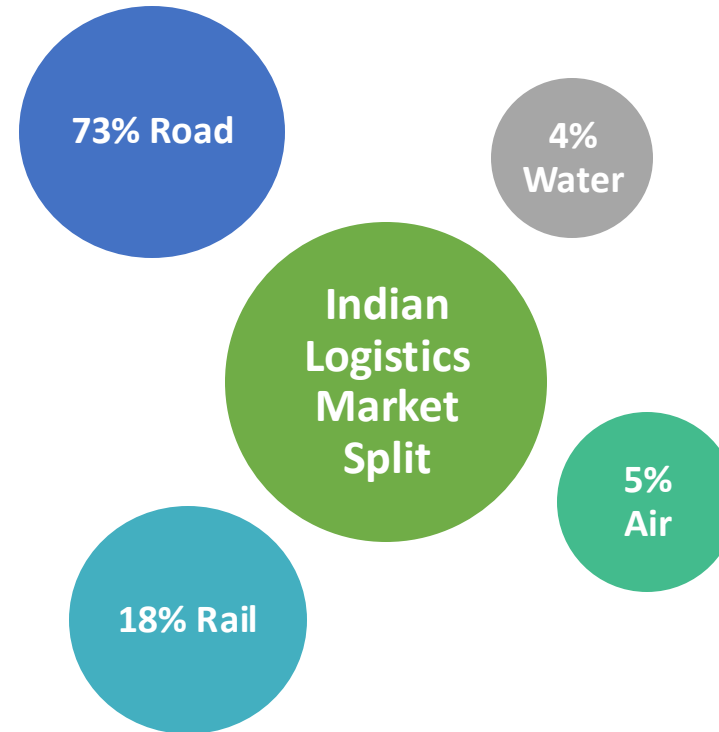 73% Road
4%
Water
Indian
Logistics
Market
Split
5%
Air
18% Rail